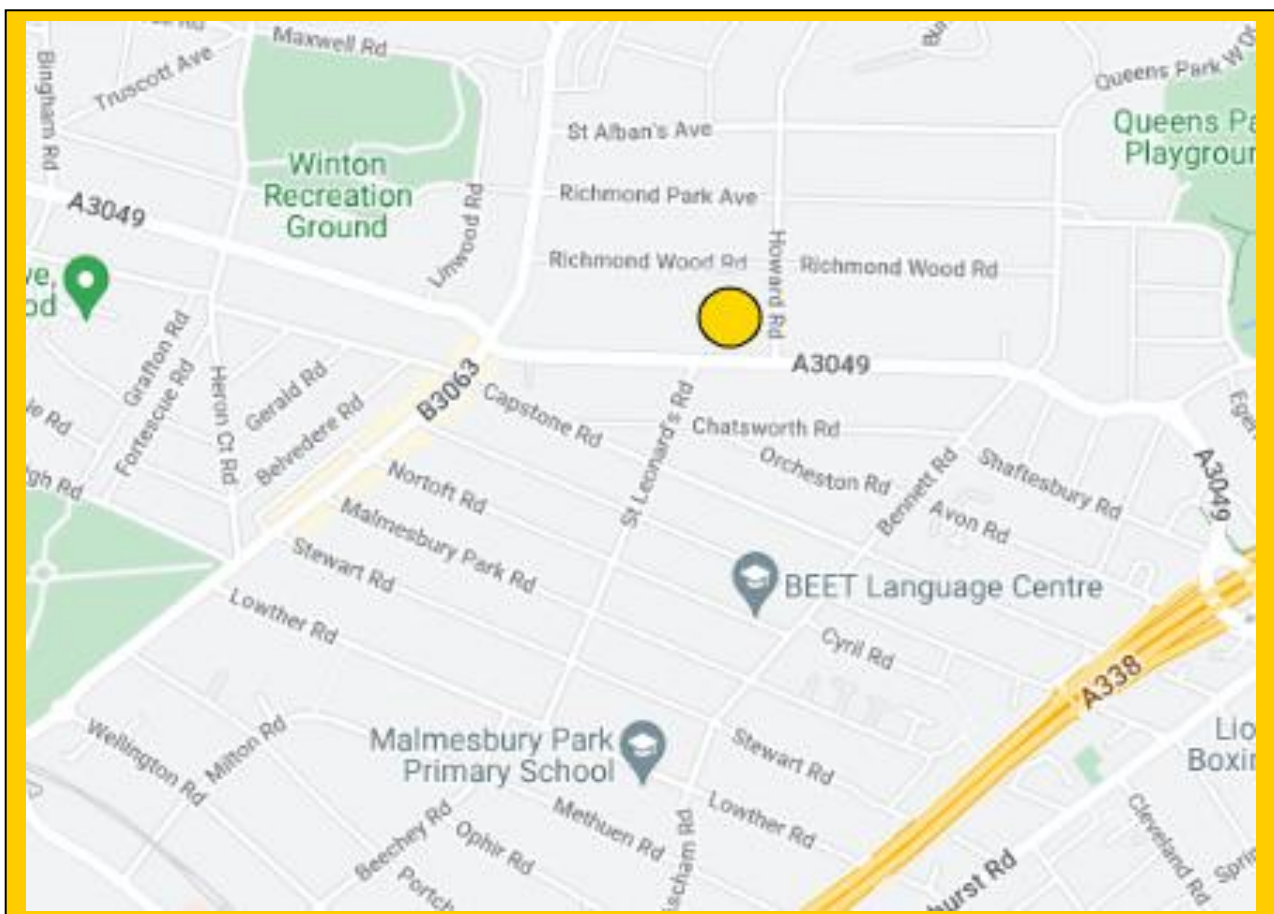 Maxwell Rd
Bingham Rd
Truscott Ave
Queens Park W
Queens
Playgrour
St Alban's Ave
Winton
Recreation
Ground
Richmond Park Ave
A3049
Linwood Rd
Richmond Wood Rd
Howard Rd
Richmond Wood Rd
A3049
Grafton Rd
Fortescue Rd
Heron Ct Rd
Gerald Rd
Belvedere Rd
B3063
Capstone Rd
St Leonard's Rd
Chatsworth Rd
Orcheston Rd
Bennett Rd
Shaftesbury Rd
A3049
Avon Rd
Nortoft Rd
Malmesbury Park Rd
Stewart Rd
Lowther Rd
BEET Language Centre
Cyril Rd
A338
Wellington Rd
Milton Rd
Malmesbury Park
Primary School
Stewart Rd
Lowther Rd
Methuen Rd
Beechey Rd
Ophir Rd
Portch
scham Rd
hurst Rd
Cleveland Rd
Lio
Boxir